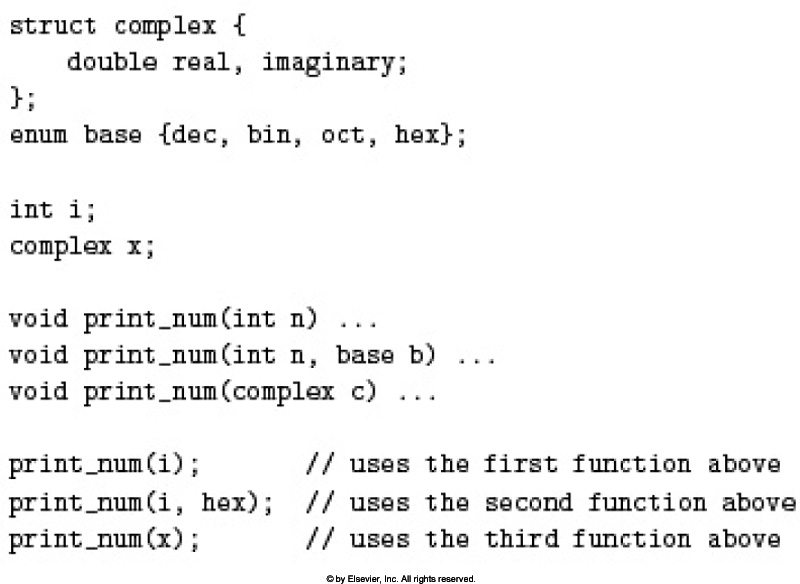 struct complex {
    double real, imaginary;
};
enum base {dec, bin, oct, hex};
int i;
complex x;
void print_num(int n) ...
void print_num(int n, base b) ...
void print_num(complex c) ...
print_num(i);       // uses the first function above
print_num(i, hex);  // uses the second function above
print_num(x);       // uses the third function above
© by Elsevier, Inc. All rights reserved.